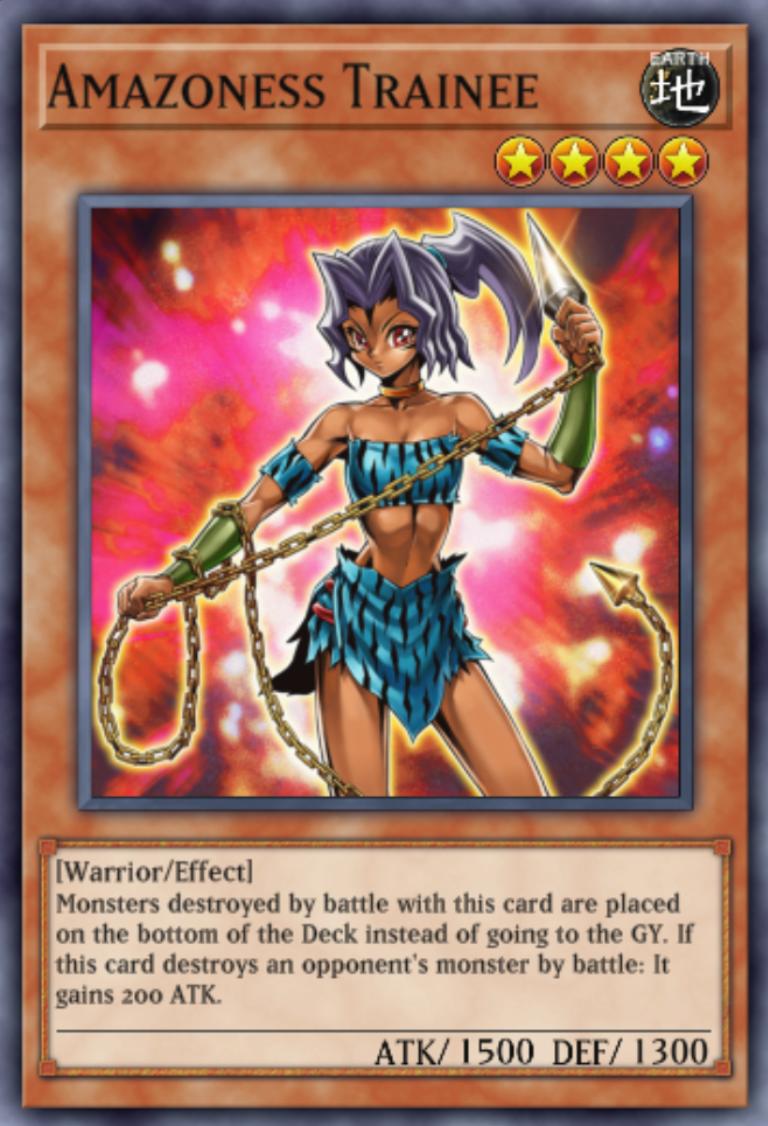 Amazoness Trainee
EARTH
地
[Warrior/Effect]
Monsters destroyed by battle with this card are placed
on the bottom of the Deck instead of going to the GY. If
this card destroys an opponent's monster by battle: It
gains 200 ATK.
ATK/ 1500 DEF/ 1300